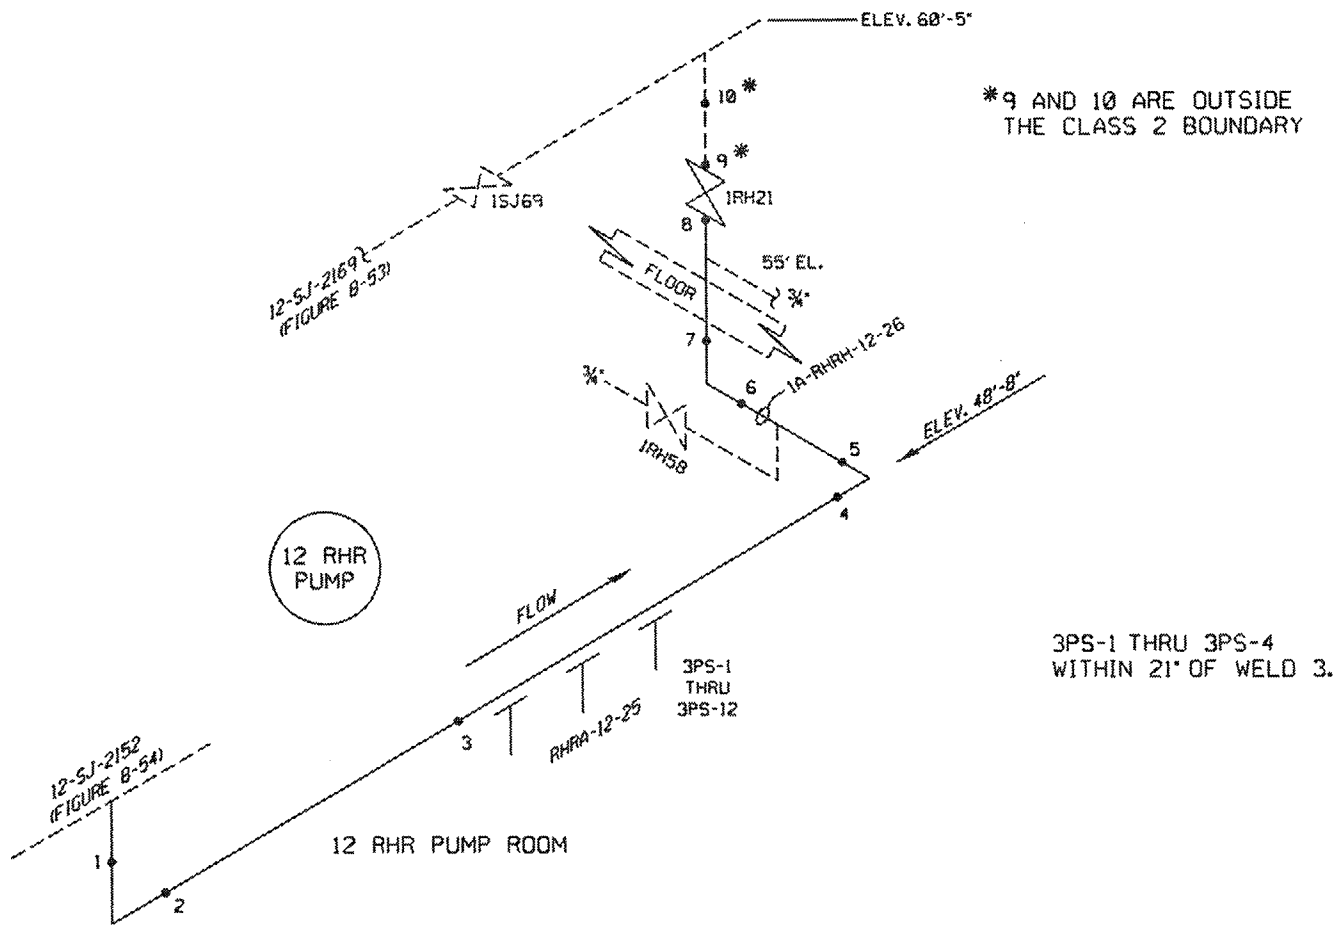 ELEV. 60'-5"
10 *
*9 AND 10 ARE OUTSIDE
THE CLASS 2 BOUNDARY
9 *
1SJ69
1RH21
8
12-SJ-2169
(FIGURE 8-53)
FLOOR
55' EL.
3/4"
7
1A-RHRH-12-26
3/4"
6
ELEV. 48'-8"
1RH58
5
4
12 RHR
PUMP
FLOW
3PS-1
THRU
3PS-12
3PS-1 THRU 3PS-4
WITHIN 21" OF WELD 3.
RHRA-12-25
3
12-SJ-2152
(FIGURE 8-54)
12 RHR PUMP ROOM
1
2